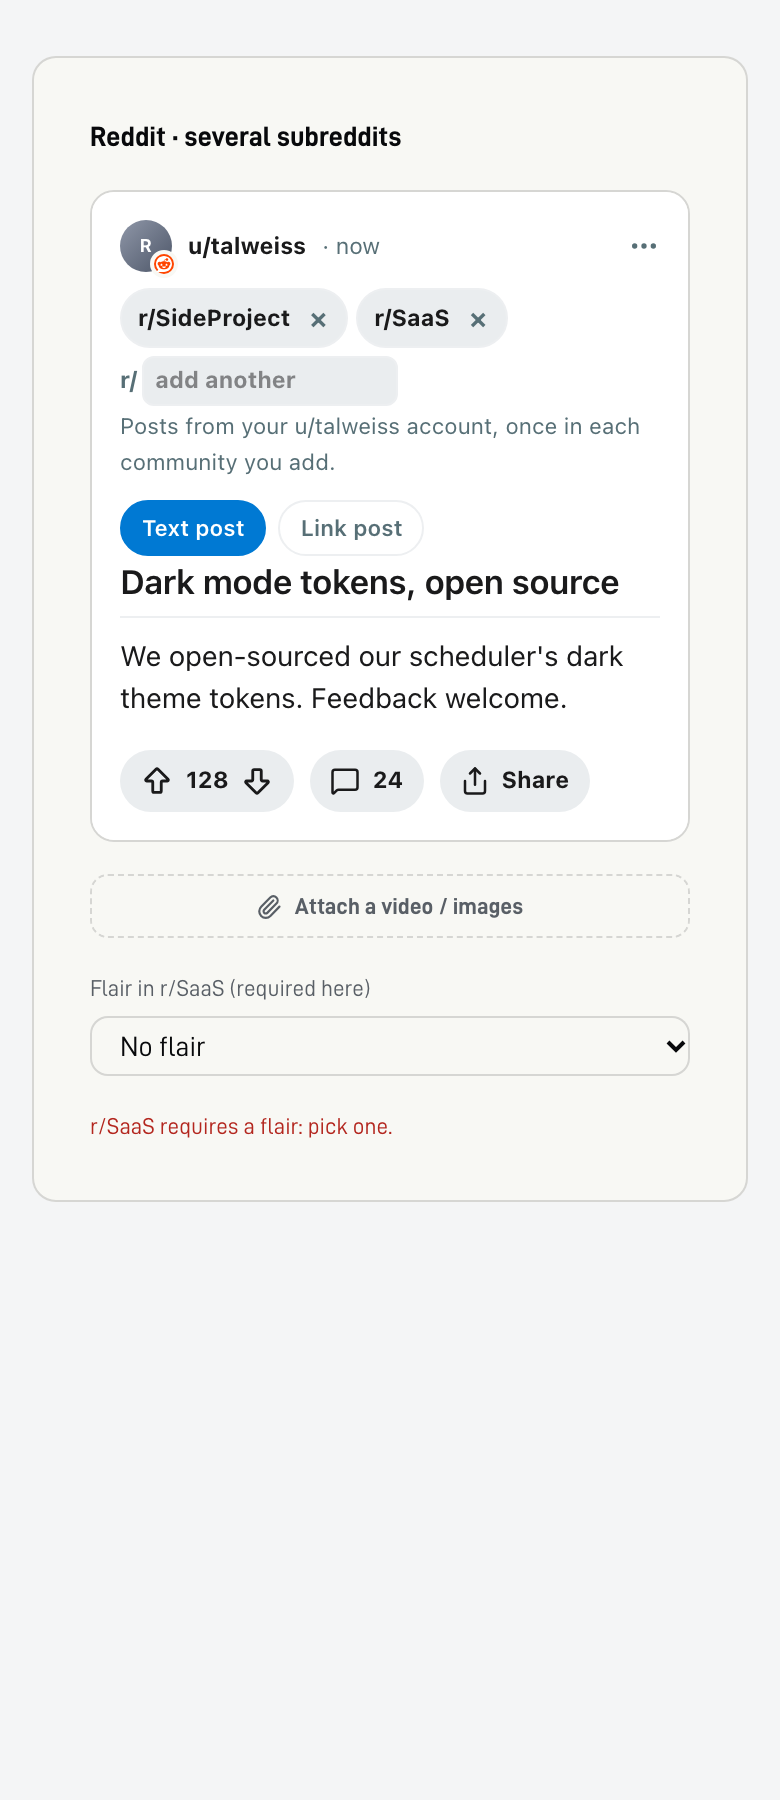 Reddit · several subreddits
R
u/talweiss · now
r/SideProject ×
r/SaaS ×
r/ add another
Posts from your u/talweiss account, once in each
community you add.
Text post
Link post
Dark mode tokens, open source
We open-sourced our scheduler's dark
theme tokens. Feedback welcome.
128
24
Share
Attach a video / images
Flair in r/SaaS (required here)
No flair
r/SaaS requires a flair: pick one.